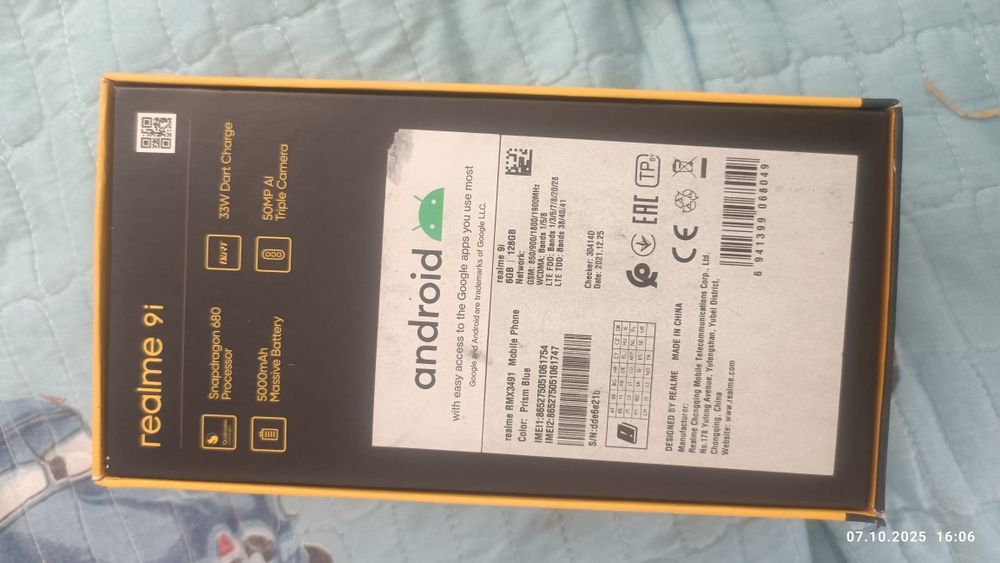 realme 9i
Snapdragon 680
Processor
33W Dart Charge
5000mAh
Massive Battery
50MP AI
Triple Camera
DART
android
with easy access to the Google apps you use most
Google and Android are trademarks of Google LLC.
realme RMX3491 Mobile Phone
Color: Prism Blue
IMEI1:865275051061754
IMEI2:865275051061747
S/N:dde6e21b
realme 9i
6GB | 128GB
Network:
GSM: 850/900/1800/1900MHz
WCDMA: Bands 1/5/8
LTE FDD: Bands 1/3/5/7/8/20/28
LTE TDD: Bands 38/40/41
Checker: 30414D
Date: 2021.12.25
EAC
TP
BY
CE
DESIGNED BY REALME MADE IN CHINA
Manufacturer:
Realme Chongqing Mobile Telecommunications Corp., Ltd.
No.178 Yulong Avenue, Yufengshan, Yubei District,
Chongqing, China
Website: www.realme.com
6 941399 068049
07.10.2025 16:06